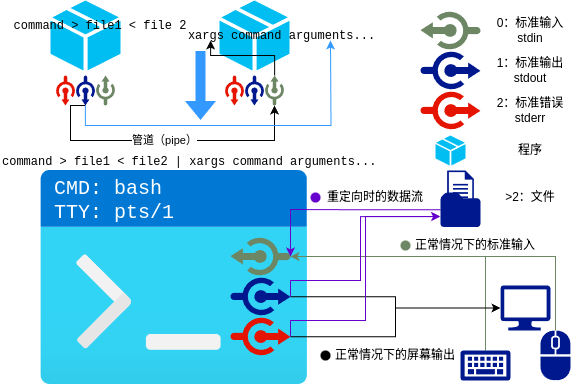 command > file1 < file 2
xargs command arguments...
0：标准输入
stdin
1：标准输出
stdout
2：标准错误
stderr
管道（pipe）
程序
command > file1 < file2 | xargs command arguments...
CMD: bash
TTY: pts/1
重定向时的数据流
>2：文件
正常情况下的标准输入
正常情况下的屏幕输出